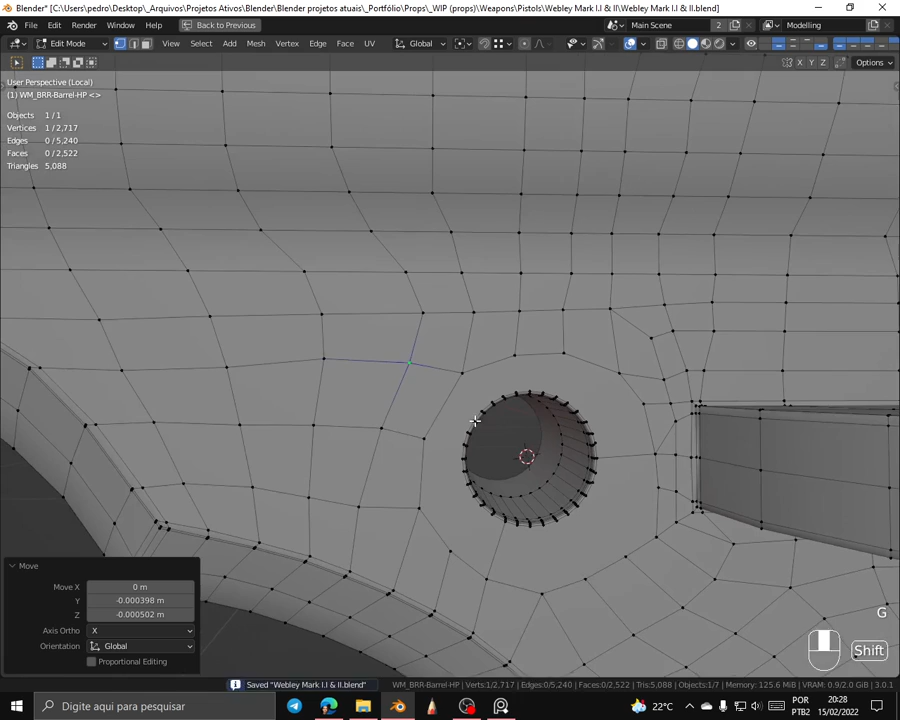 Blender* [C:\Users\pedro\Desktop\_Arquivos\Projetos Ativos\Blender\Blender projetos atuais\_Portfólio\Props\_WIP (props)\Weapons\Pistols\Webley Mark I.I & II\Webley Mark I.I & II.blend]
File Edit Render Window Help Back to Previous Main Scene 2 Modelling
Edit Mode View Select Add Mesh Vertex Edge Face UV Global
X Y Z Options
User Perspective (Local)
(1) WM_BRR-Barrel-HP <>
Objects 1 / 1
Vertices 1 / 2,717
Edges 0 / 5,240
Faces 0 / 2,522
Triangles 5,088
Move
Move X 0 m
Y -0.000398 m
Z -0.000502 m
Axis Ortho X
Orientation Global
Proportional Editing
G
Shift
Saved "Webley Mark I.I & II.blend"
WM_BRR-Barrel-HP | Verts:1/2,717 | Edges:0/5,240 | Faces:0/2,522 | Tris:5,088 | Objects:1/7 | Memory: 125.6 MiB | VRAM: 0.9/2.0 GiB | 3.0.1
Digite aqui para pesquisar
22°C
POR
PTB2
20:28
15/02/2022